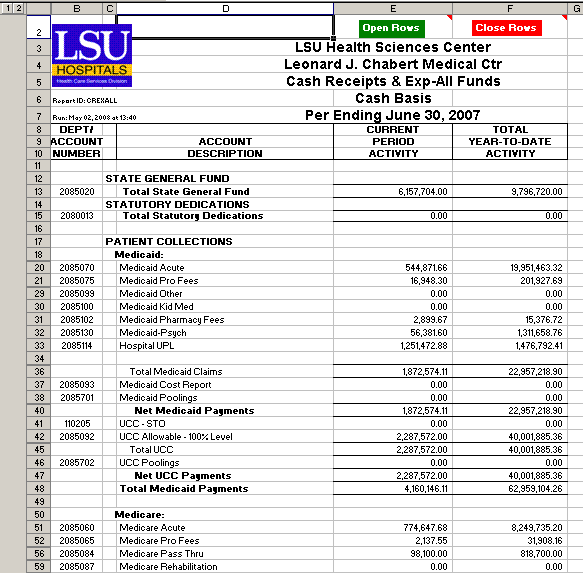 1 2 B C D E F G
2 Open Rows Close Rows
LSU
HOSPITALS
Health Care Services Division
3 LSU Health Sciences Center
4 Leonard J. Chabert Medical Ctr
5 Cash Receipts & Exp-All Funds
6 Report ID: CREXALL Cash Basis
7 Run: May 02, 2008 at 13:40 Per Ending June 30, 2007
8 DEPT/ CURRENT TOTAL
9 ACCOUNT ACCOUNT PERIOD YEAR-TO-DATE
10 NUMBER DESCRIPTION ACTIVITY ACTIVITY
11
12 STATE GENERAL FUND
13 2085020 Total State General Fund 6,157,704.00 9,796,720.00
14 STATUTORY DEDICATIONS
15 2080013 Total Statutory Dedications 0.00 0.00
16
17 PATIENT COLLECTIONS
18 Medicaid:
20 2085070 Medicaid Acute 544,871.66 19,951,463.32
21 2085075 Medicaid Pro Fees 16,948.30 201,927.69
29 2085099 Medicaid Other 0.00 0.00
30 2085100 Medicaid Kid Med 0.00 0.00
31 2085102 Medicaid Pharmacy Fees 2,899.67 15,376.72
32 2085130 Medicaid-Psych 56,381.60 1,311,658.76
33 2085114 Hospital UPL 1,251,472.88 1,476,792.41
34
36 Total Medicaid Claims 1,872,574.11 22,957,218.90
37 2085093 Medicaid Cost Report 0.00 0.00
38 2085701 Medicaid Poolings 0.00 0.00
40 Net Medicaid Payments 1,872,574.11 22,957,218.90
41 110205 UCC - STO 0.00 0.00
42 2085092 UCC Allowable - 100% Level 2,287,572.00 40,001,885.36
45 Total UCC 2,287,572.00 40,001,885.36
46 2085702 UCC Poolings 0.00 0.00
47 Net UCC Payments 2,287,572.00 40,001,885.36
48 Total Medicaid Payments 4,160,146.11 62,959,104.26
49
50 Medicare:
51 2085060 Medicare Acute 774,647.68 8,249,735.20
52 2085065 Medicare Pro Fees 2,137.55 31,908.16
56 2085084 Medicare Pass Thru 98,100.00 818,700.00
59 2085087 Medicare Rehabilitation 0.00 0.00